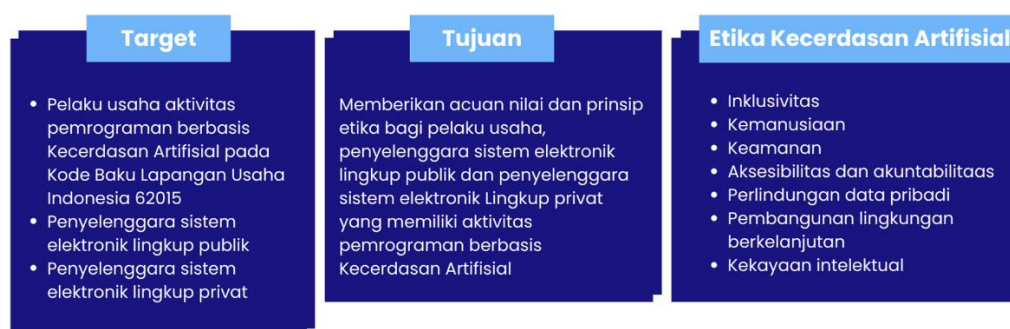 Target
• Pelaku usaha aktivitas
pemrograman berbasis
Kecerdasan Artifisial pada
Kode Baku Lapangan Usaha
Indonesia 62015
• Penyelenggara sistem
elektronik lingkup publik
• Penyelenggara sistem
elektronik lingkup privat
Tujuan
Memberikan acuan nilai dan prinsip
etika bagi pelaku usaha,
penyelenggara sistem elektronik
lingkup publik dan penyelenggara
sistem elektronik Lingkup privat
yang memiliki aktivitas
pemrograman berbasis
Kecerdasan Artifisial
Etika Kecerdasan Artifisial
• Inklusivitas
• Kemanusiaan
• Keamanan
• Aksesibilitas dan akuntabilitaas
• Perlindungan data pribadi
• Pembangunan lingkungan
berkelanjutan
• Kekayaan intelektual